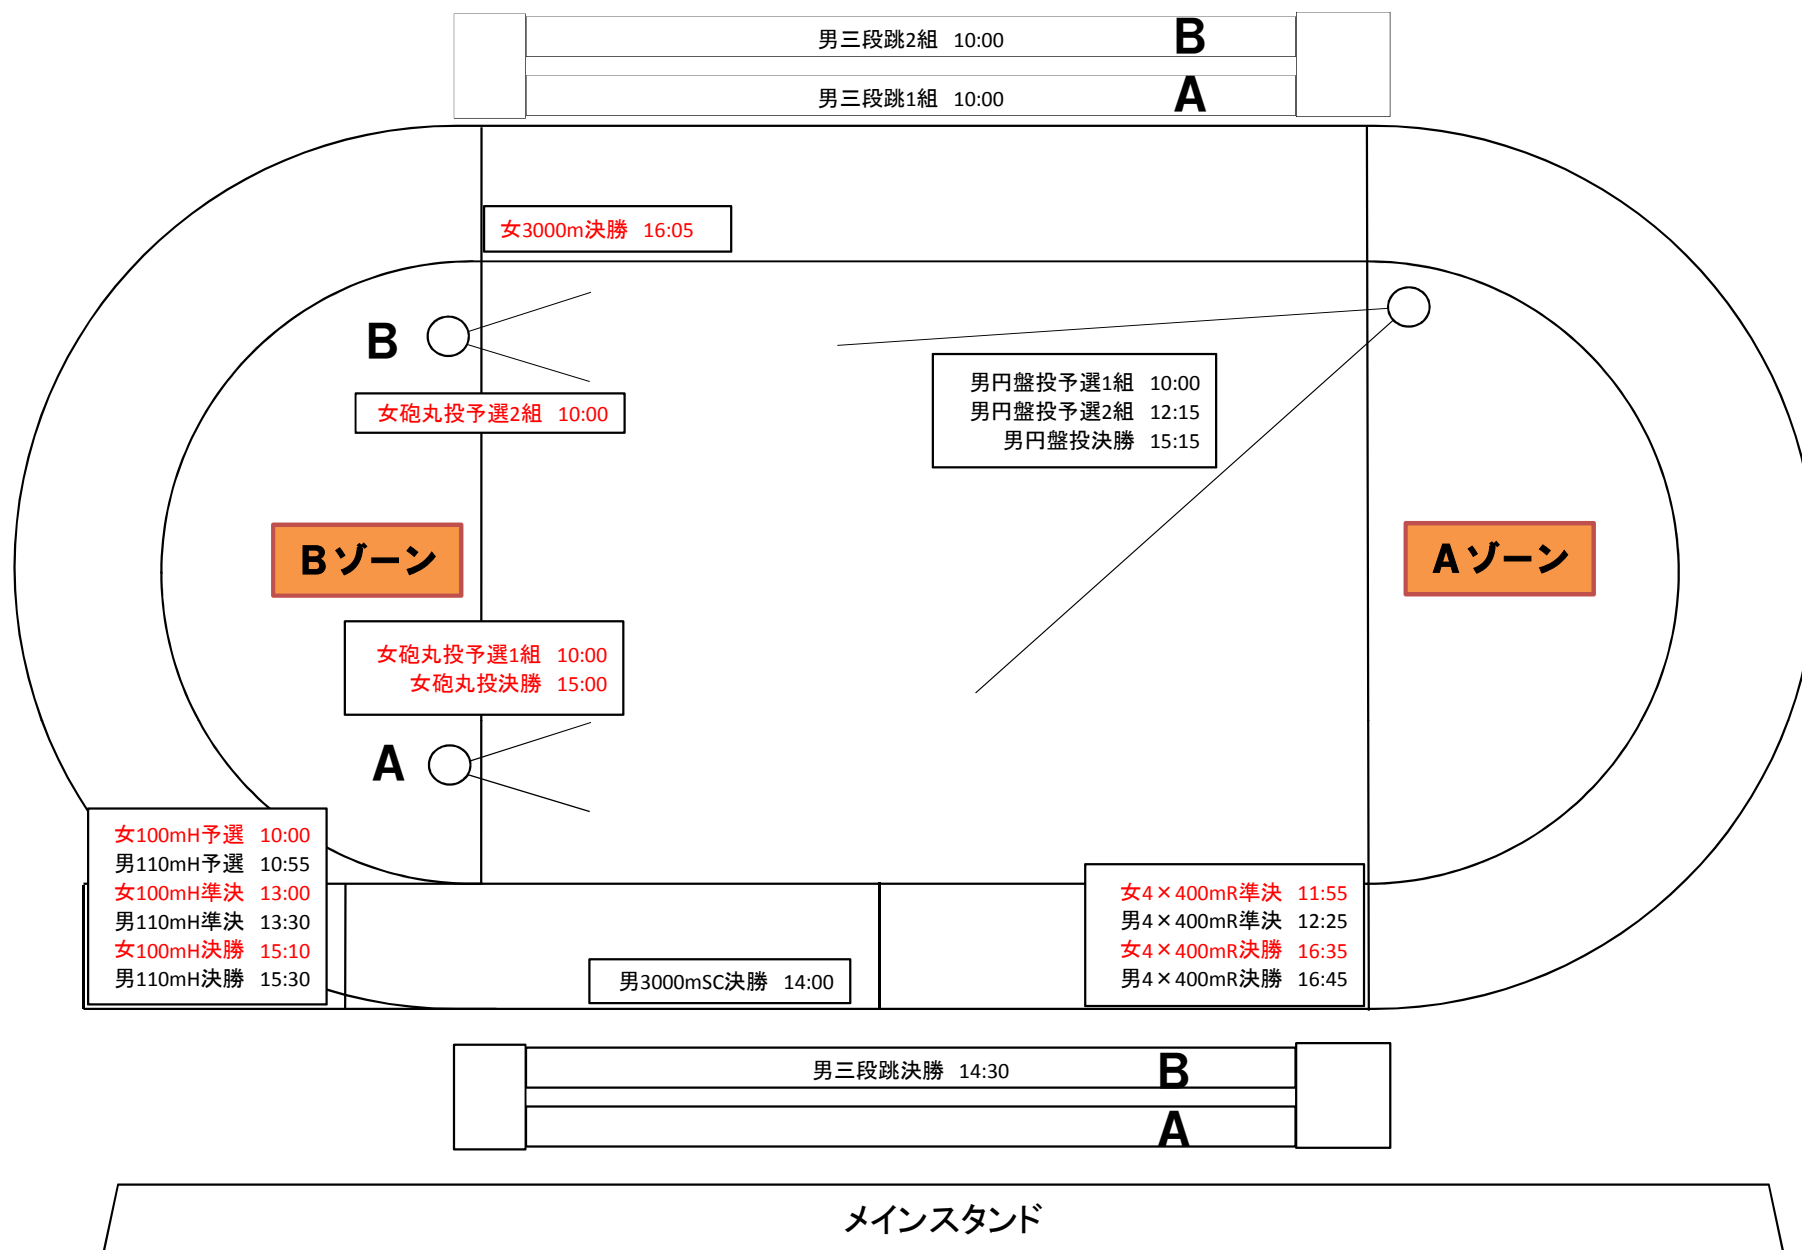 男三段跳2組 10:00
B
男三段跳1組 10:00
A
女3000m決勝 16:05
B
女砲丸投予選2組 10:00
男円盤投予選1組 10:00
男円盤投予選2組 12:15
男円盤投決勝 15:15
Bゾーン
Aゾーン
女砲丸投予選1組 10:00
女砲丸投決勝 15:00
A
女100mH予選 10:00
男110mH予選 10:55
女100mH準決 13:00
男110mH準決 13:30
女100mH決勝 15:10
男110mH決勝 15:30
男3000mSC決勝 14:00
女4×400mR準決 11:55
男4×400mR準決 12:25
女4×400mR決勝 16:35
男4×400mR決勝 16:45
男三段跳決勝 14:30
B
A
メインスタンド